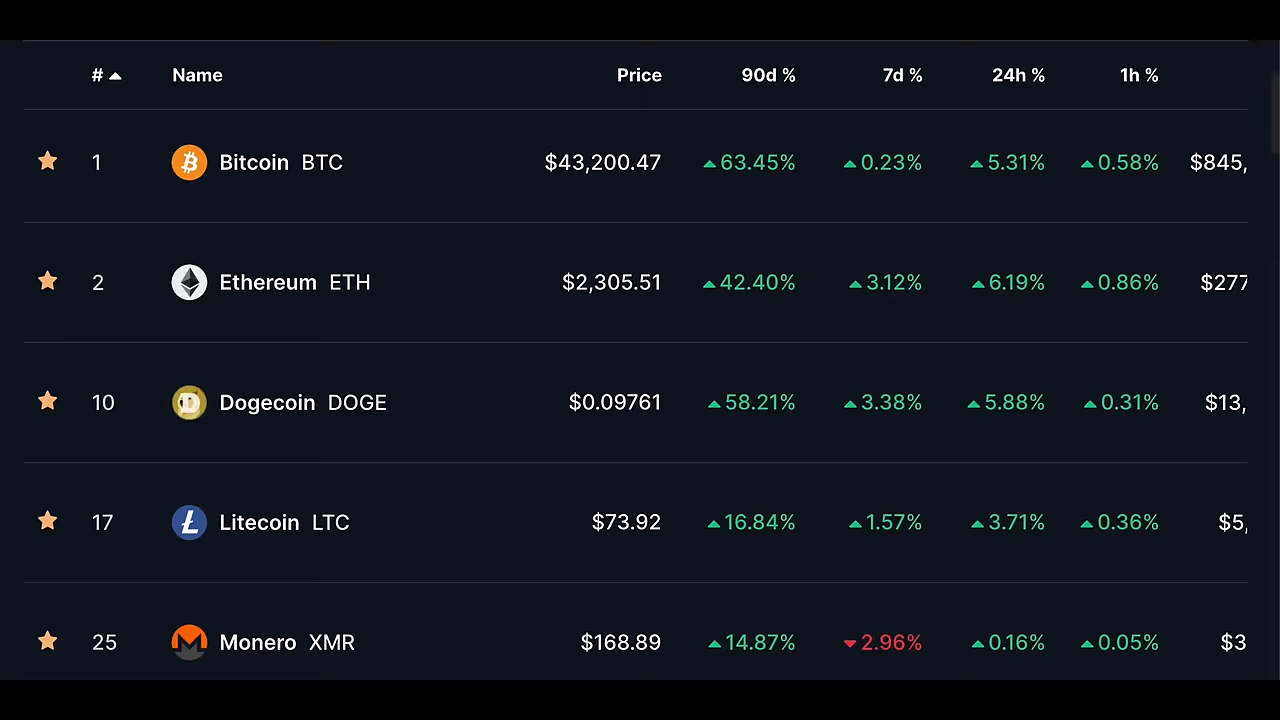 # Name Price 90d % 7d % 24h % 1h %
1 Bitcoin BTC $43,200.47 63.45% 0.23% 5.31% 0.58% $845,
2 Ethereum ETH $2,305.51 42.40% 3.12% 6.19% 0.86% $277
10 Dogecoin DOGE $0.09761 58.21% 3.38% 5.88% 0.31% $13,
17 Litecoin LTC $73.92 16.84% 1.57% 3.71% 0.36% $5,
25 Monero XMR $168.89 14.87% 2.96% 0.16% 0.05% $3